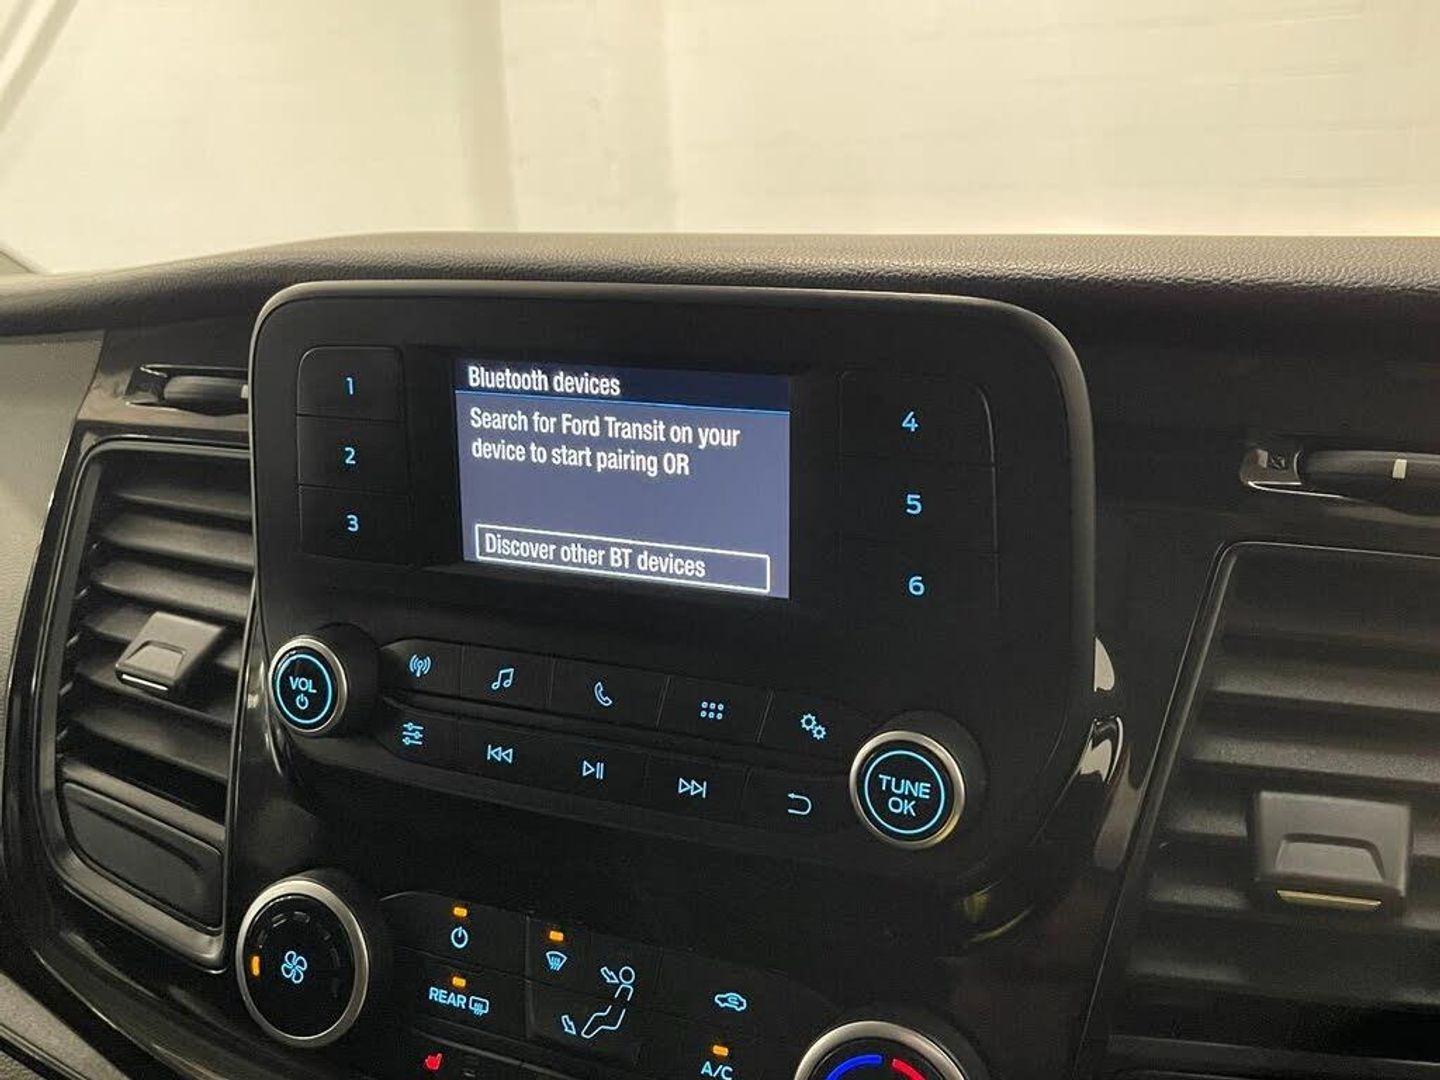 Bluetooth devices
Search for Ford Transit on your
device to start pairing OR
Discover other BT devices
1
2
3
4
5
6
VOL
TUNE
OK
REAR
A/C